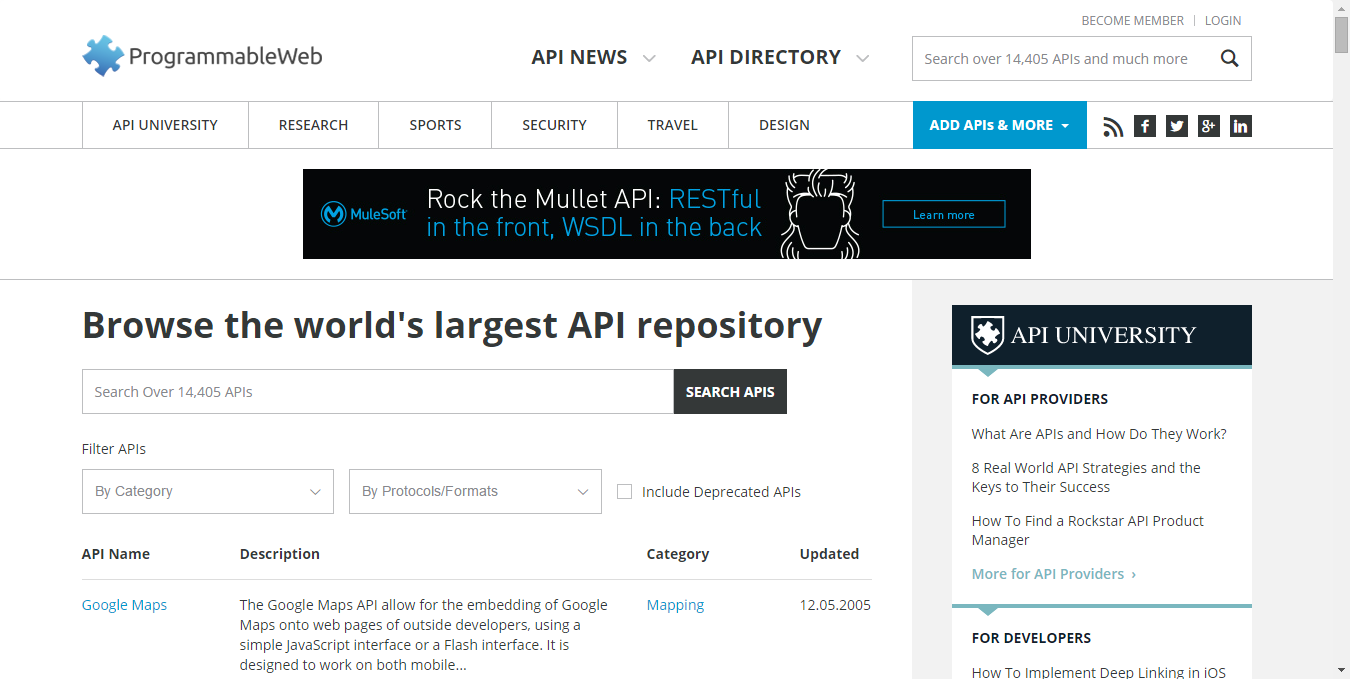 BECOME MEMBER | LOGIN
ProgrammableWeb
API NEWS
API DIRECTORY
Search over 14,405 APIs and much more
API UNIVERSITY
RESEARCH
SPORTS
SECURITY
TRAVEL
DESIGN
ADD APIs & MORE
MuleSoft
Rock the Mullet API: RESTful
in the front, WSDL in the back
Learn more
Browse the world's largest API repository
Search Over 14,405 APIs
SEARCH APIS
Filter APIs
By Category
By Protocols/Formats
Include Deprecated APIs
API Name Description Category Updated
Google Maps The Google Maps API allow for the embedding of Google Mapping 12.05.2005
Maps onto web pages of outside developers, using a
simple JavaScript interface or a Flash interface. It is
designed to work on both mobile...
API UNIVERSITY
FOR API PROVIDERS
What Are APIs and How Do They Work?
8 Real World API Strategies and the
Keys to Their Success
How To Find a Rockstar API Product
Manager
More for API Providers ›
FOR DEVELOPERS
How To Implement Deep Linking in iOS